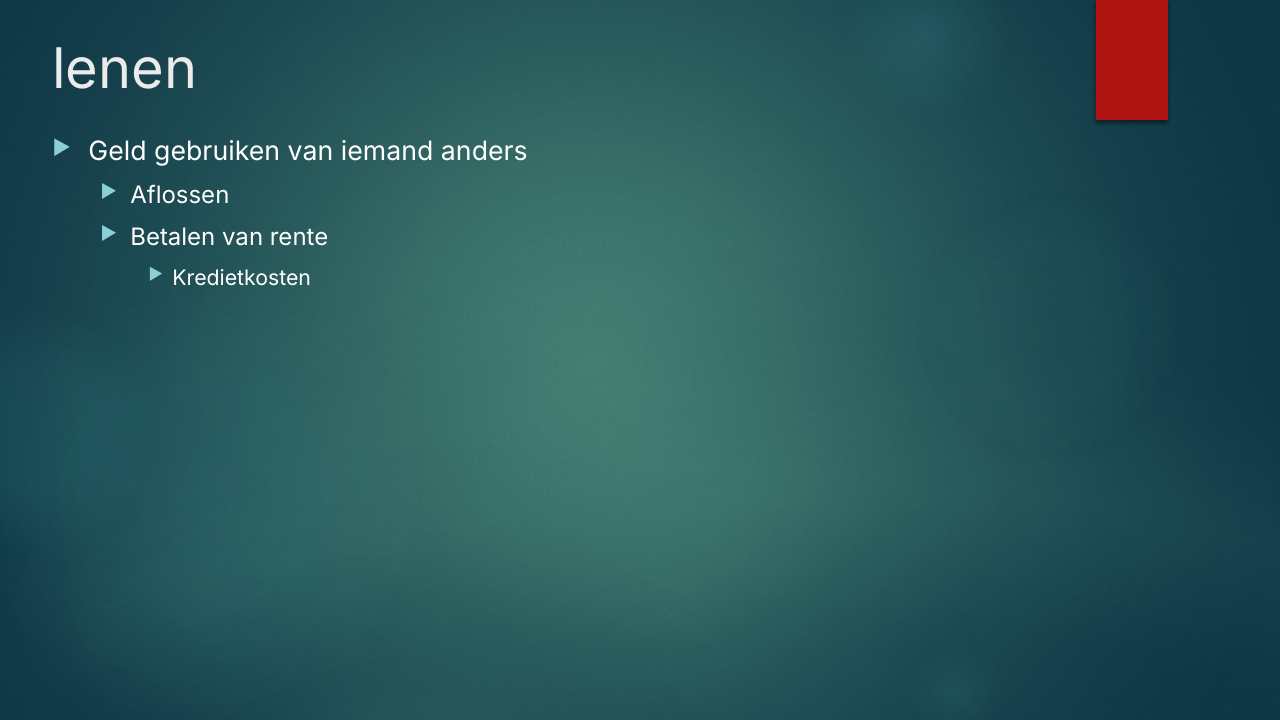 lenen
Geld gebruiken van iemand anders
Aflossen
Betalen van rente
Kredietkosten